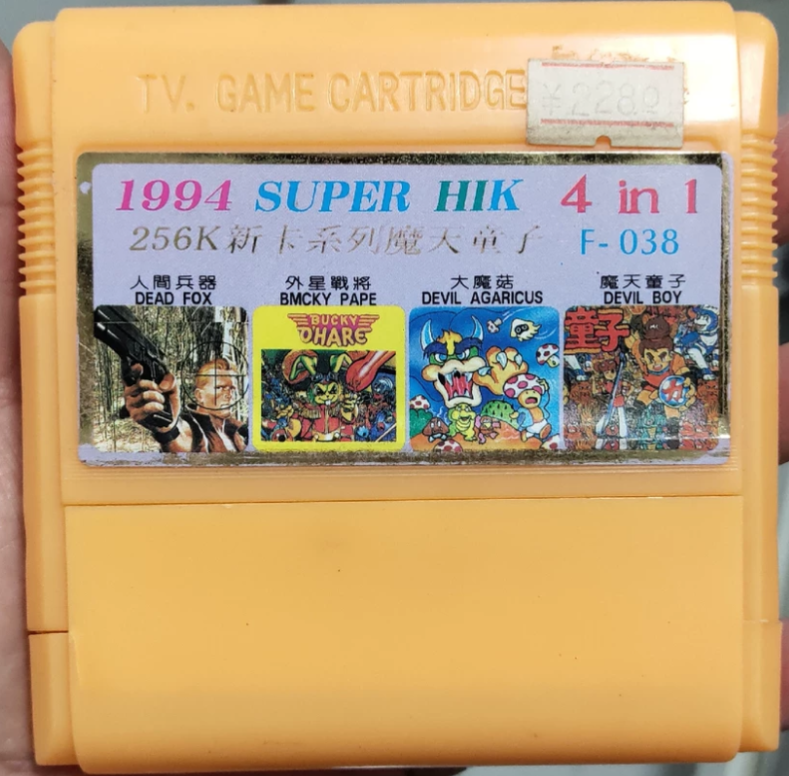 TV. GAME CARTRIDGE
¥2280
1994 SUPER HIK 4 in 1
256K新卡系列魔天童子 F-038
人間兵器 外星戰將 大魔菇 魔天童子
DEAD FOX BMCKY PAPE DEVIL AGARICUS DEVIL BOY
BUCKY
O'HARE
童子